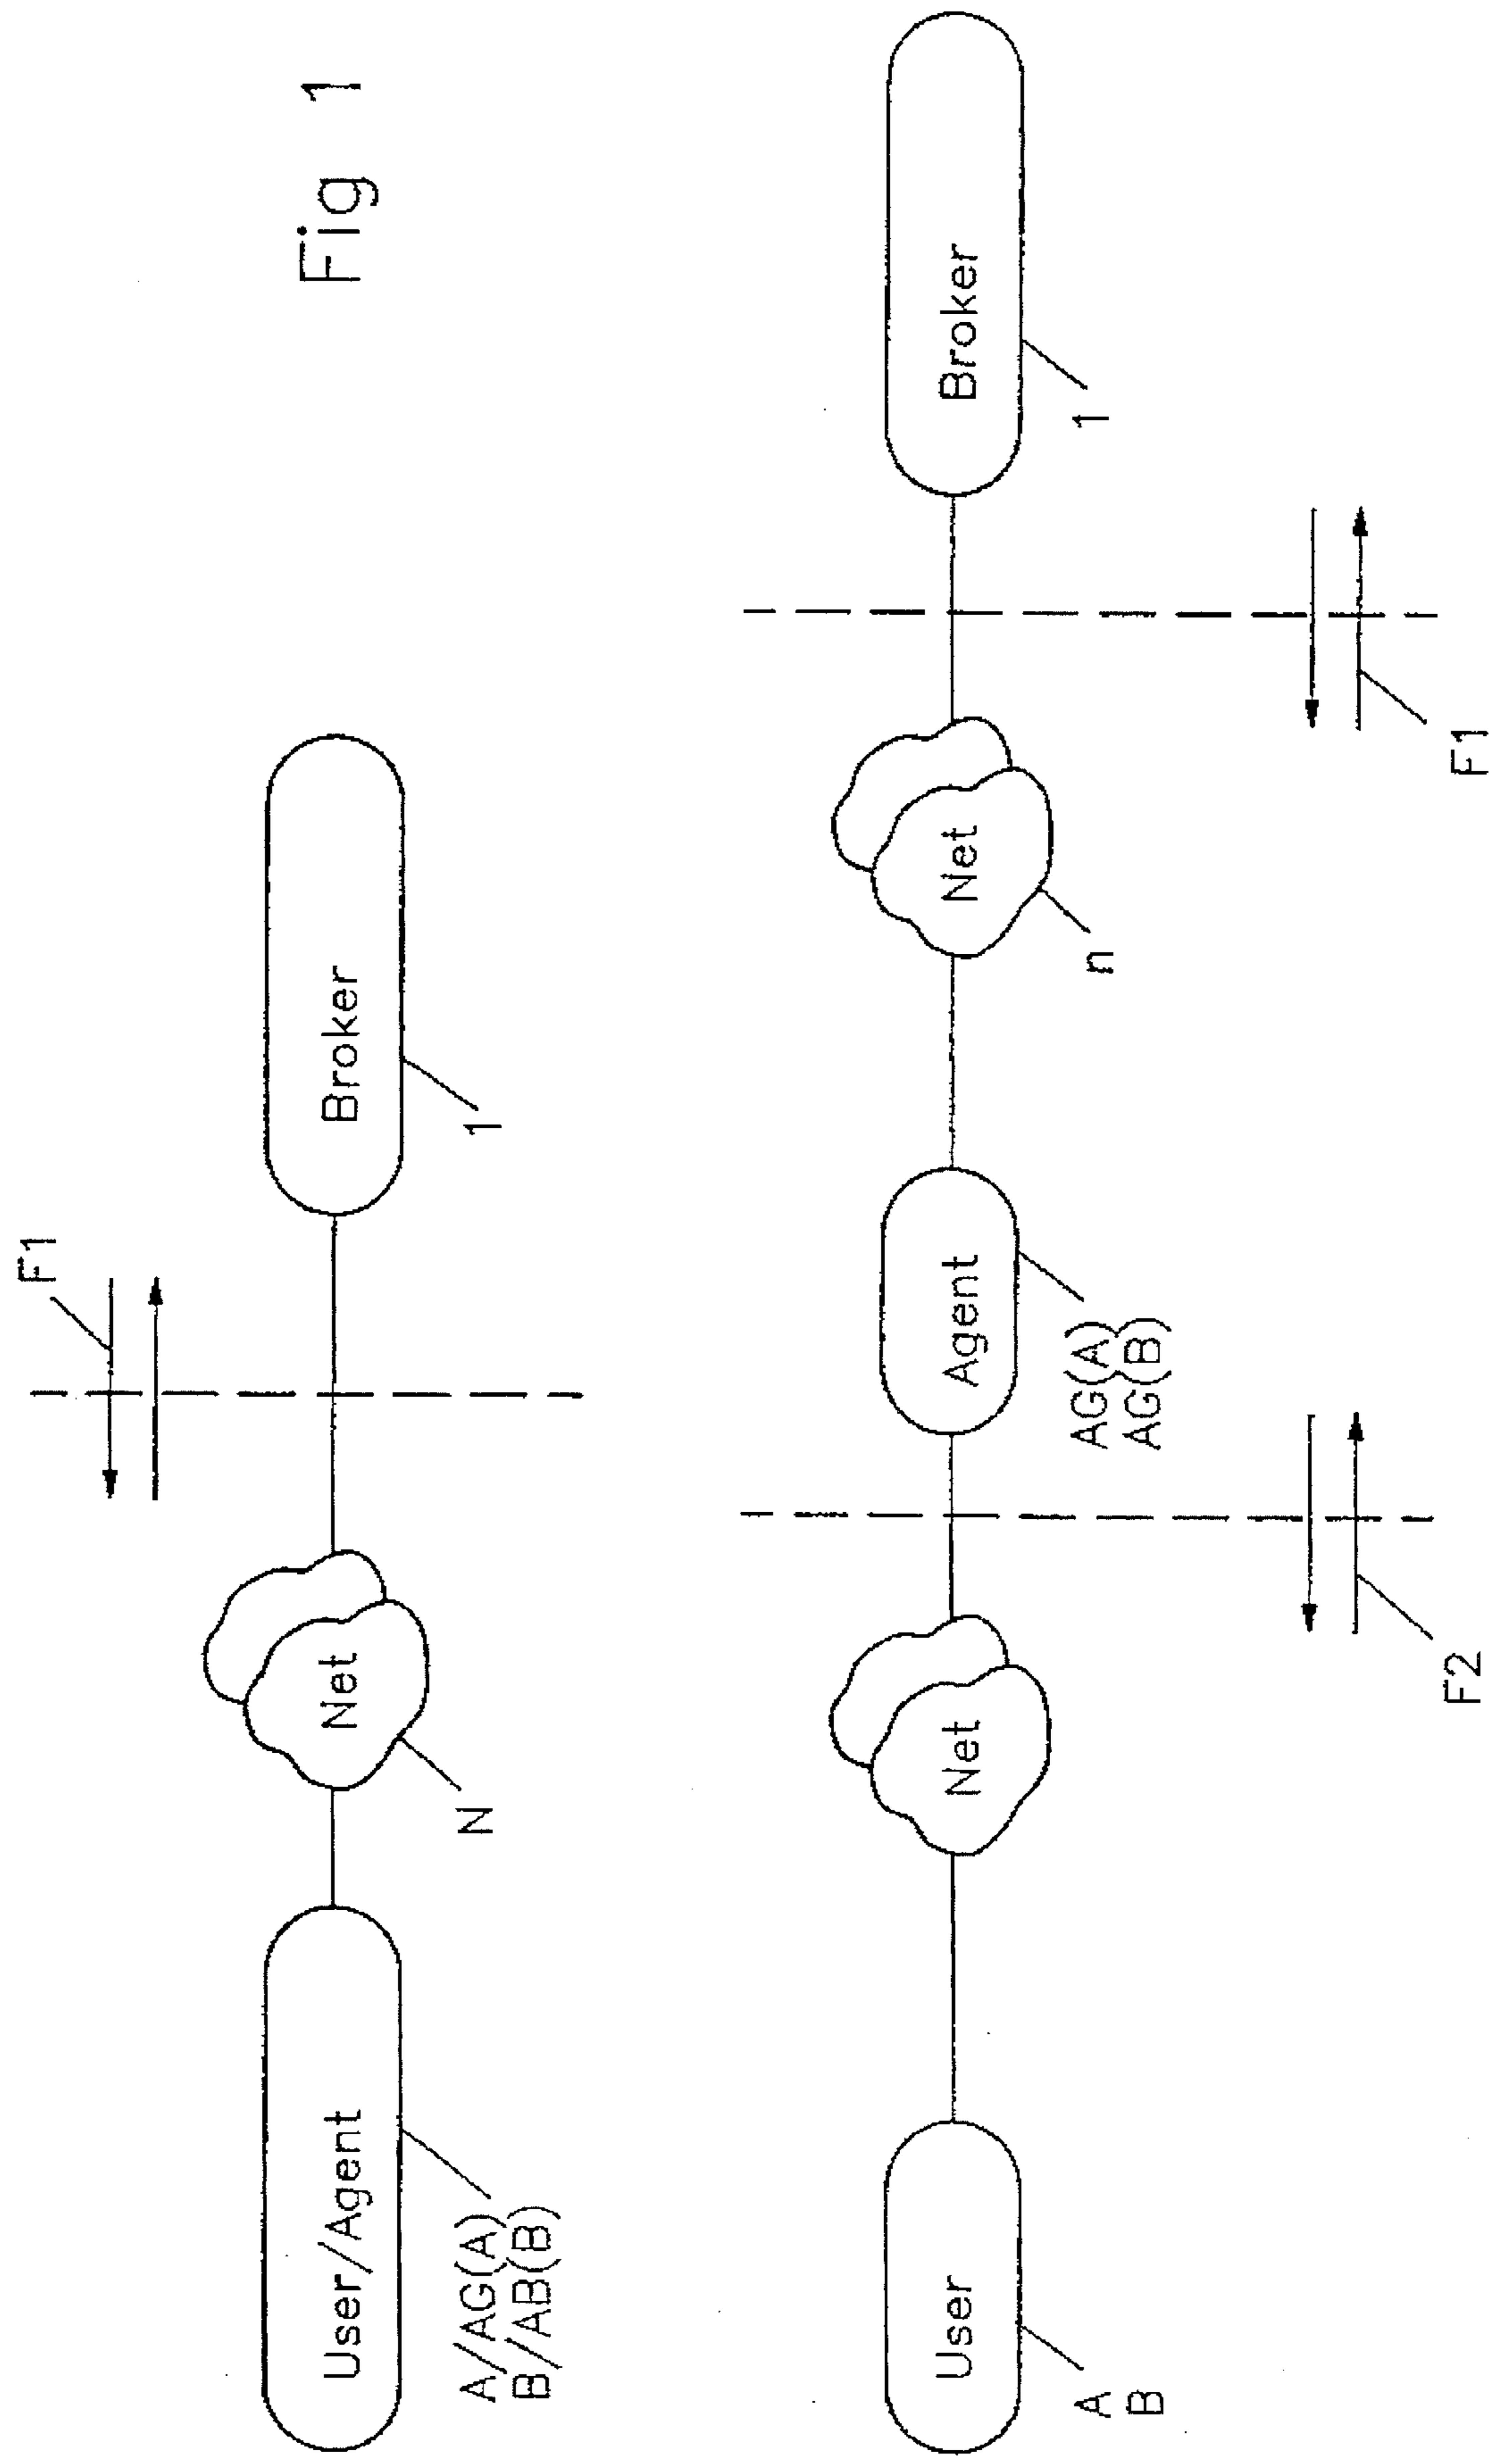 Fig 1
F1
User/Agent
Net
Broker
A/AG(A)
B/AB(B)
N
1
User
Net
Agent
Net
Broker
A
B
AG(A)
AG(B)
n
1
F2
F1